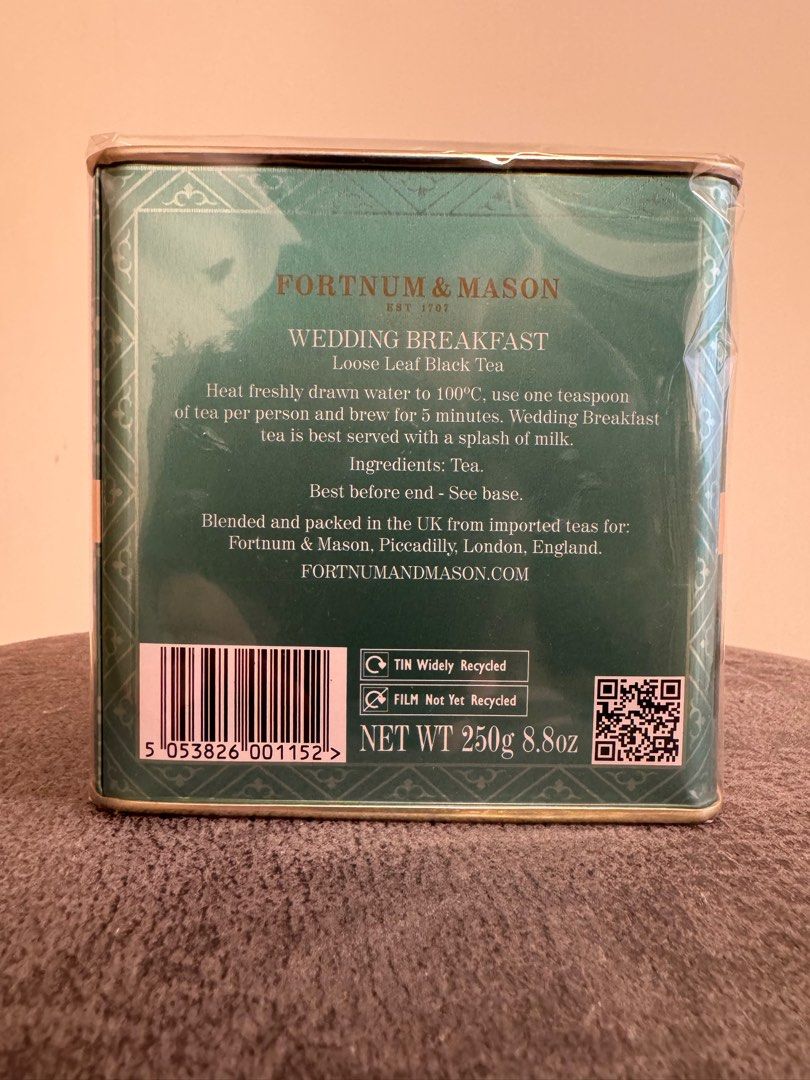 FORTNUM & MASON
EST 1707
WEDDING BREAKFAST
Loose Leaf Black Tea
Heat freshly drawn water to 100ºC, use one teaspoon
of tea per person and brew for 5 minutes. Wedding Breakfast
tea is best served with a splash of milk.
Ingredients: Tea.
Best before end - See base.
Blended and packed in the UK from imported teas for:
Fortnum & Mason, Piccadilly, London, England.
FORTNUMANDMASON.COM
TIN Widely Recycled
FILM Not Yet Recycled
NET WT 250g 8.8oz
5 053826 001152 >